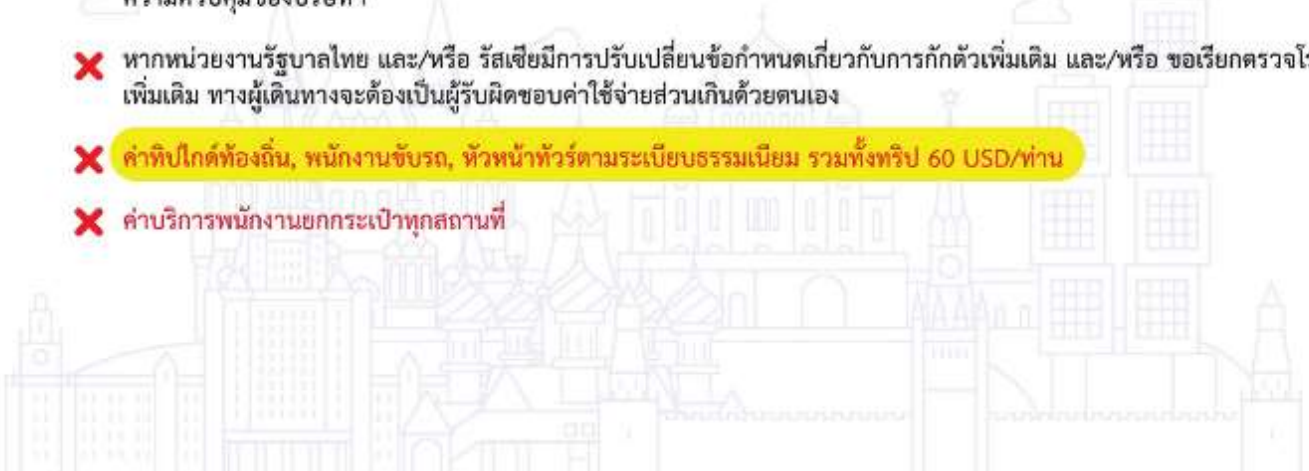 หากหน่วยงานรัฐบาลไทย และ/หรือ รัสเซียมีการปรับเปลี่ยนข้อกำหนดเกี่ยวกับการกักตัวเพิ่มเติม และ/หรือ ขอเรียกตรวจ
เพิ่มเติม ทางผู้เดินทางจะต้องเป็นผู้รับผิดชอบค่าใช้จ่ายส่วนเกินด้วยตนเอง
ค่าทิปไกด์ท้องถิ่น, พนักงานขับรถ, หัวหน้าทัวร์ตามระเบียบธรรมเนียม รวมทั้งทริป 60 USD/ท่าน
ค่าบริการพนักงานยกกระเป๋าทุกสถานที่